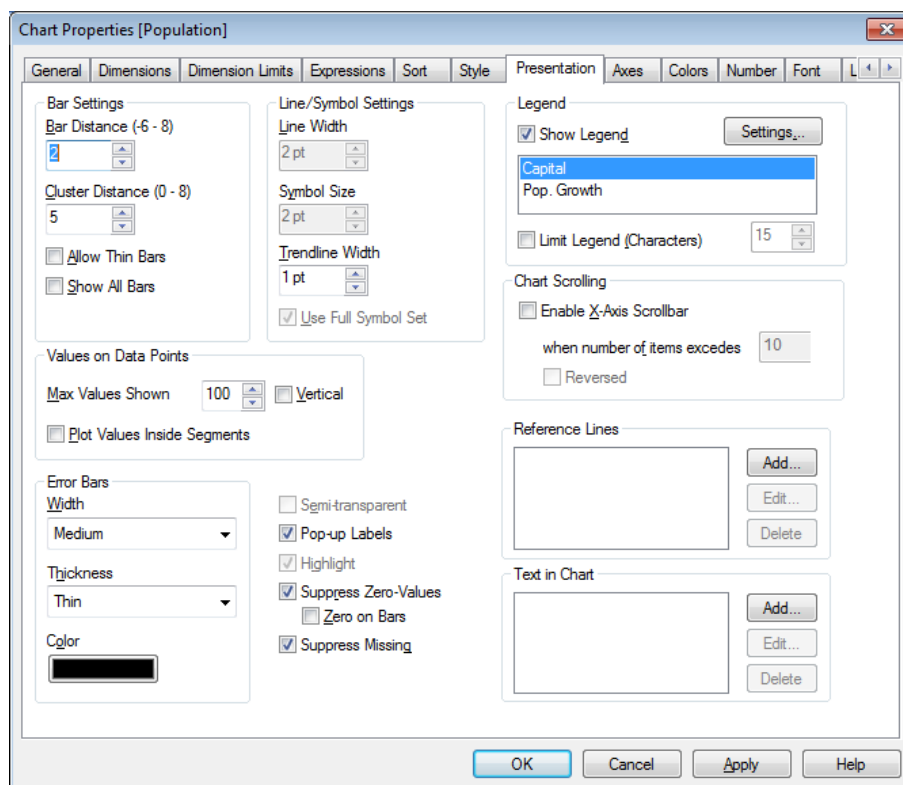 Chart Properties [Population]
General Dimensions Dimension Limits Expressions Sort Style Presentation Axes Colors Number Font L
Bar Settings
Bar Distance (-6 - 8)
2
Cluster Distance (0 - 8)
5
Allow Thin Bars
Show All Bars
Line/Symbol Settings
Line Width
2 pt
Symbol Size
2 pt
Trendline Width
1 pt
Use Full Symbol Set
Legend
Show Legend Settings...
Capital
Pop. Growth
Limit Legend (Characters) 15
Chart Scrolling
Enable X-Axis Scrollbar
when number of items excedes 10
Reversed
Values on Data Points
Max Values Shown 100 Vertical
Plot Values Inside Segments
Reference Lines
Add...
Edit...
Delete
Error Bars
Width
Medium
Thickness
Thin
Color
Semi-transparent
Pop-up Labels
Highlight
Suppress Zero-Values
Zero on Bars
Suppress Missing
Text in Chart
Add...
Edit...
Delete
OK Cancel Apply Help